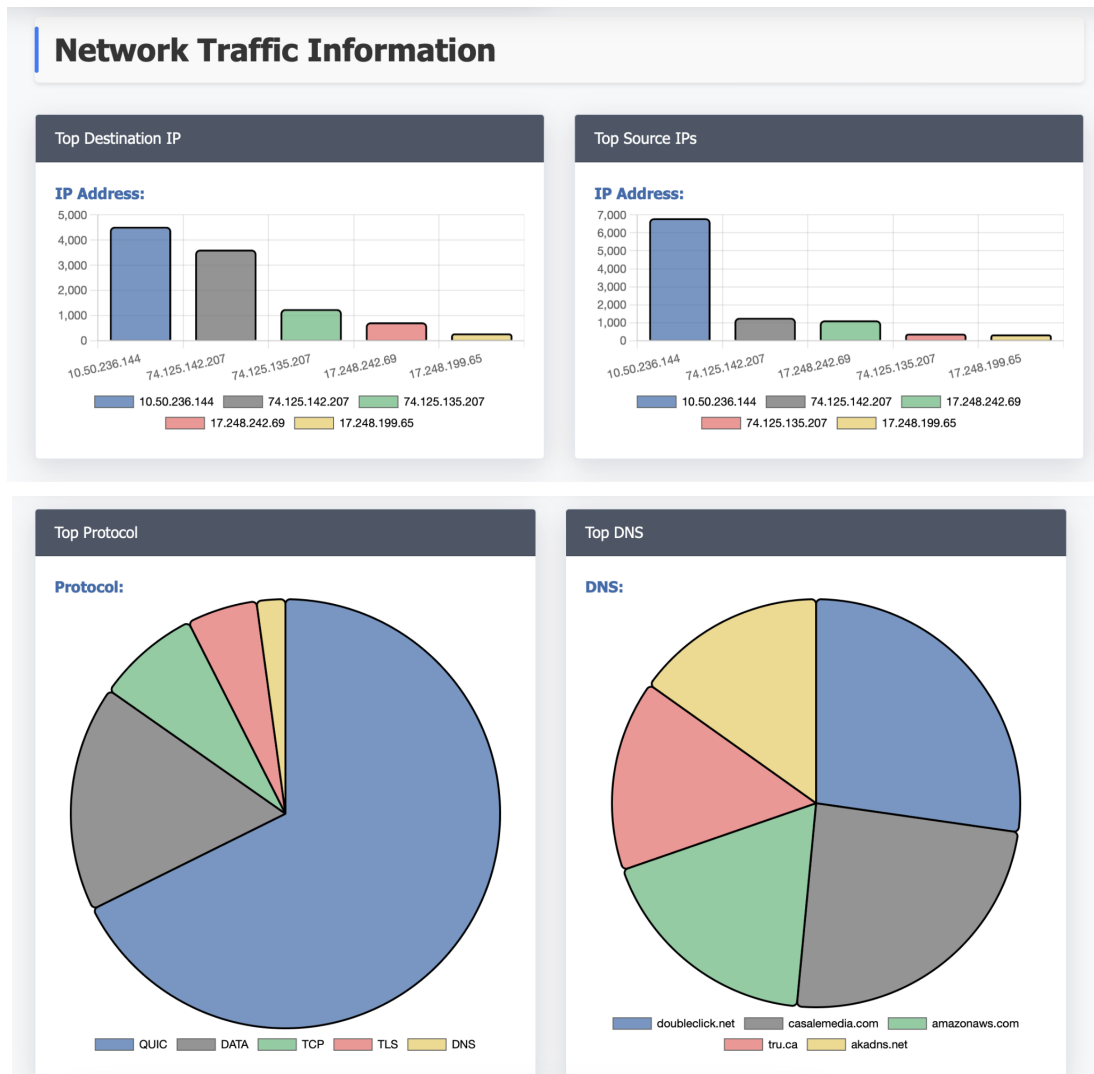 Network Traffic Information
Top Destination IP
IP Address:
5,000
4,000
3,000
2,000
1,000
0
10.50.236.144
74.125.142.207
74.125.135.207
17.248.242.69
17.248.199.65
10.50.236.144 74.125.142.207 74.125.135.207
17.248.242.69 17.248.199.65
Top Source IPs
IP Address:
7,000
6,000
5,000
4,000
3,000
2,000
1,000
0
10.50.236.144
74.125.142.207
17.248.242.69
74.125.135.207
17.248.199.65
10.50.236.144 74.125.142.207 17.248.242.69
74.125.135.207 17.248.199.65
Top Protocol
Protocol:
QUIC DATA TCP TLS DNS
Top DNS
DNS:
doubleclick.net casalemedia.com amazonaws.com
tru.ca akadns.net